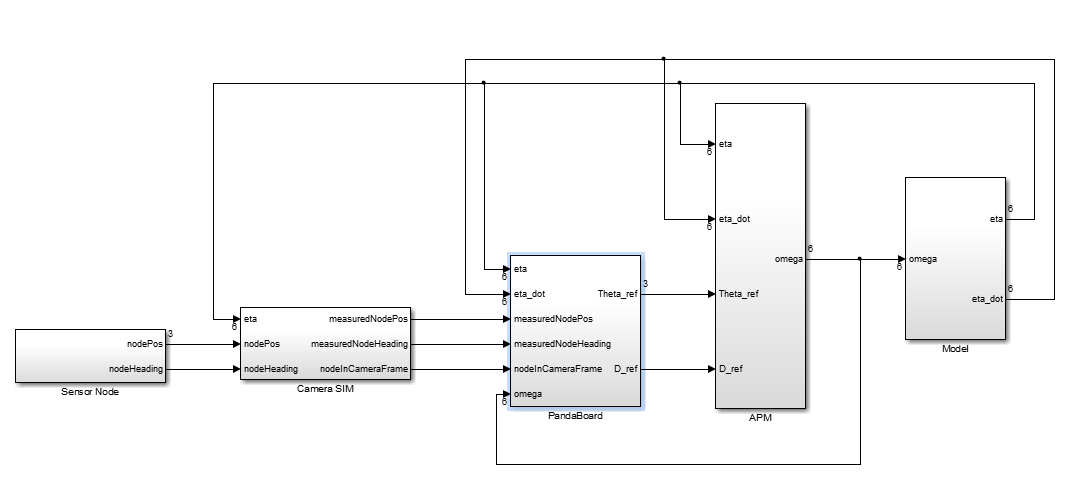 6
eta
6
eta
6
6
eta_dot
6
omega
6
omega
6
eta_dot
6
Model
eta
6
eta_dot
6
Theta_ref
3
Theta_ref
measuredNodePos
measuredNodeHeading
nodeInCameraFrame
D_ref
D_ref
omega
6
PandaBoard
APM
eta
6
measuredNodePos
nodePos
3
nodePos
measuredNodeHeading
nodeHeading
nodeHeading
nodeInCameraFrame
Sensor Node
Camera SIM